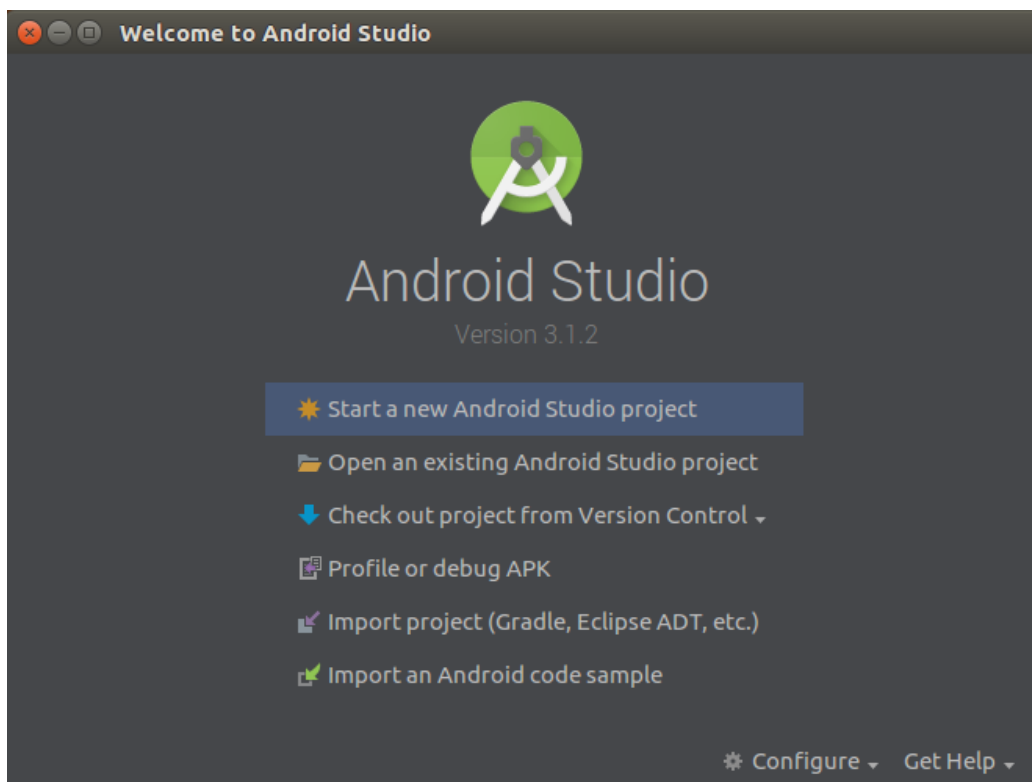 Welcome to Android Studio
Android Studio
Version 3.1.2
Start a new Android Studio project
Open an existing Android Studio project
Check out project from Version Control
Profile or debug APK
Import project (Gradle, Eclipse ADT, etc.)
Import an Android code sample
Configure Get Help